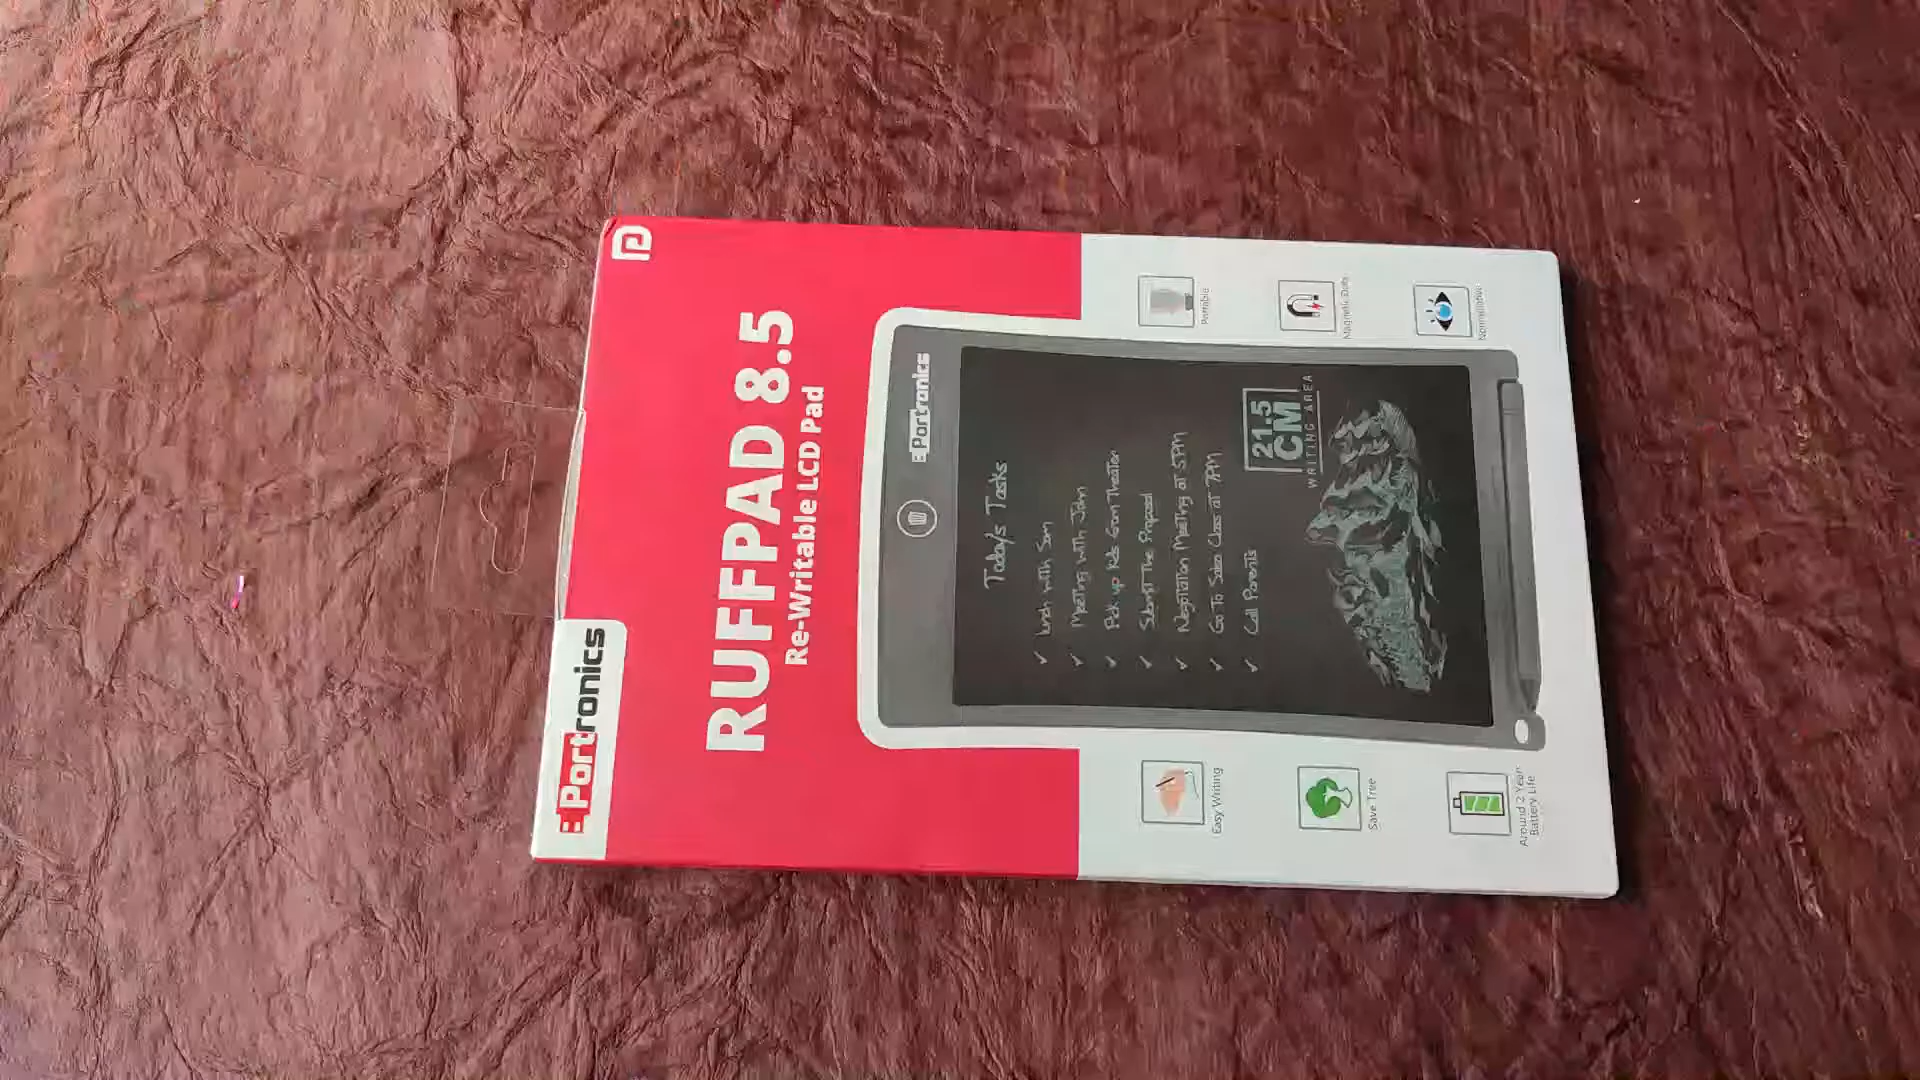 Portronics
RUFFPAD 8.5
Re-Writable LCD Pad
Portronics
Today's Tasks
✓ Lunch with Sam
✓ Meeting with John
✓ Pick up Kids From Theater
✓ Submit The Proposal
✓ Negotiation Meeting at 5PM
✓ Go To Salsa Class at 7PM
✓ Call Parents
21.5
CM
WRITING AREA
Easy Writing
Save Tree
Around 2 Year
Battery Life
Portable